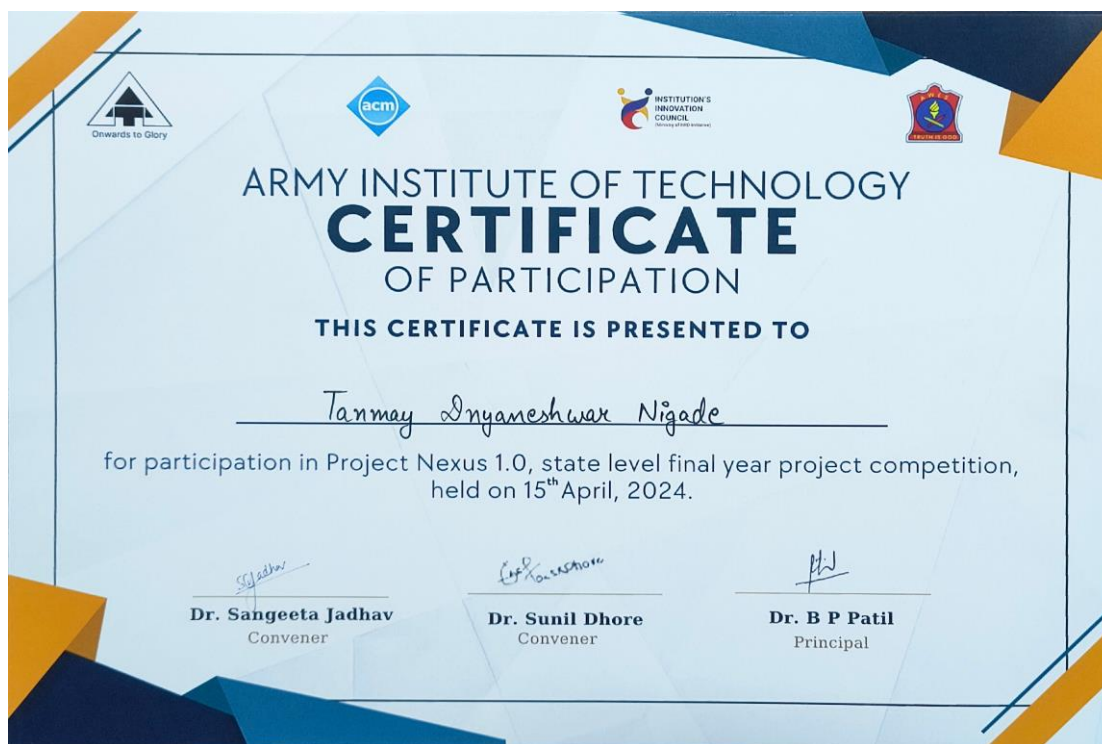 Onwards to Glory
acm
INSTITUTION'S
INNOVATION
COUNCIL
TRUTH IS GOD
ARMY INSTITUTE OF TECHNOLOGY
CERTIFICATE
OF PARTICIPATION
THIS CERTIFICATE IS PRESENTED TO
Tanmay Dnyaneshwar Nigade
for participation in Project Nexus 1.0, state level final year project competition,
held on 15th April, 2024.
Dr. Sangeeta Jadhav
Convener
Dr. Sunil Dhore
Convener
Dr. B P Patil
Principal